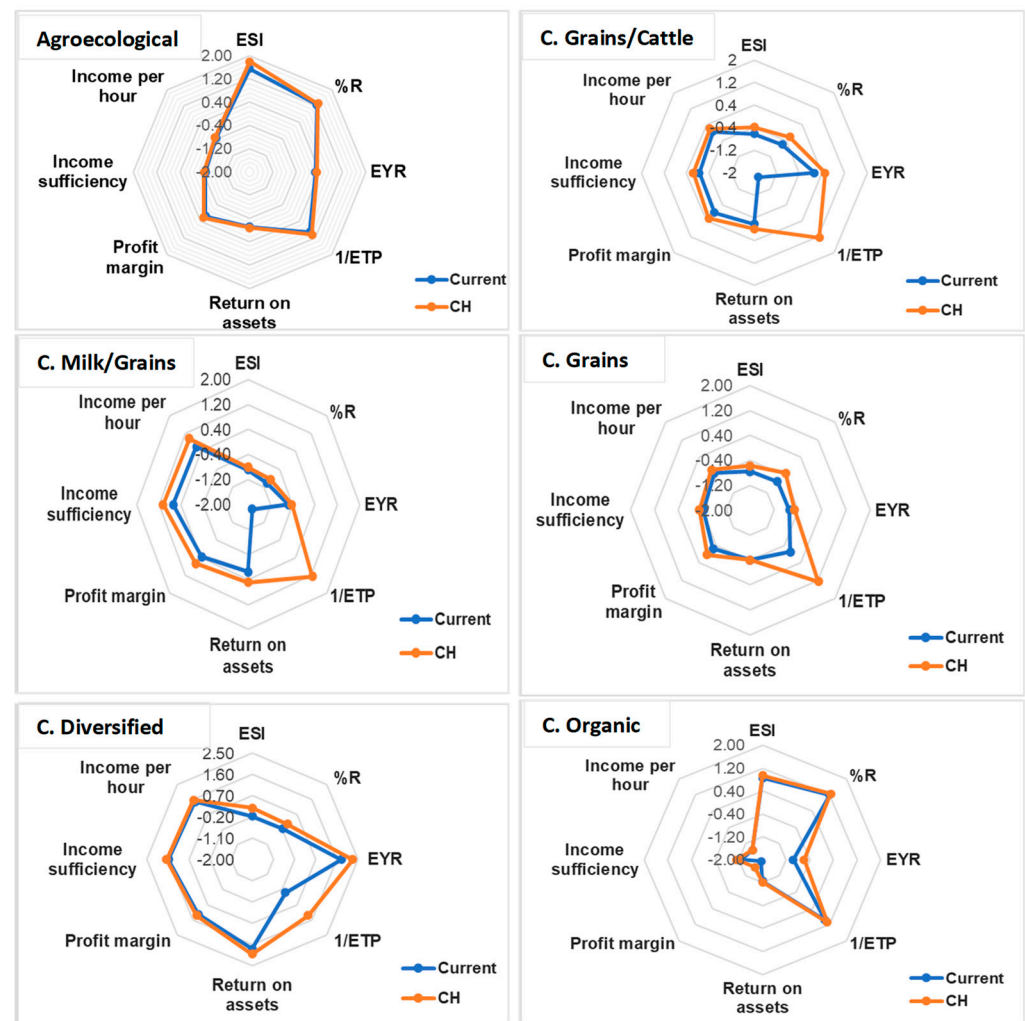 Agroecological
ESI
2.00
1.20
0.40
-0.40
-1.20
-2.00
%R
EYR
1/ETP
Return on
assets
Profit
margin
Income
sufficiency
Income per
hour
Current
CH
C. Grains/Cattle
ESI
2
1.2
0.4
-0.4
-1.2
-2
%R
EYR
1/ETP
Return on
assets
Profit margin
Income
sufficiency
Income per
hour
Current
CH
C. Milk/Grains
ESI
2.00
1.20
0.40
-0.40
-1.20
-2.00
%R
EYR
1/ETP
Return on
assets
Profit margin
Income
sufficiency
Income per
hour
Current
CH
C. Grains
ESI
2.00
1.20
0.40
-0.40
-1.20
-2.00
%R
EYR
1/ETP
Return on
assets
Profit
margin
Income
sufficiency
Income per
hour
Current
CH
C. Diversified
ESI
2.50
1.60
0.70
-0.20
-1.10
-2.00
%R
EYR
1/ETP
Return on
assets
Profit margin
Income
sufficiency
Income per
hour
Current
CH
C. Organic
ESI
2.00
1.20
0.40
-0.40
-1.20
-2.00
%R
EYR
1/ETP
Return on
assets
Profit margin
Income
sufficiency
Income per
hour
Current
CH